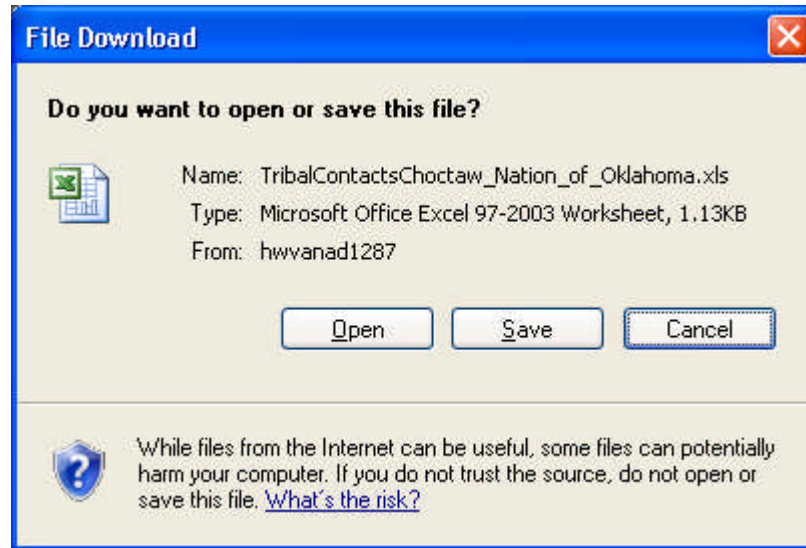 File Download
Do you want to open or save this file?
Name: TribalContactsChoctaw_Nation_of_Oklahoma.xls
Type: Microsoft Office Excel 97-2003 Worksheet, 1.13KB
From: hwvanad1287
Open Save Cancel
While files from the Internet can be useful, some files can potentially
harm your computer. If you do not trust the source, do not open or
save this file. What's the risk?